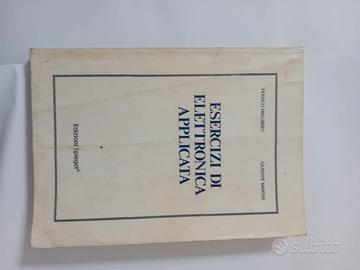 FRANCO MALOBERTI
GIUSEPPE MARTINI
ESERCIZI DI
ELETTRONICA
APPLICATA
Edizioni Spiegel
subito